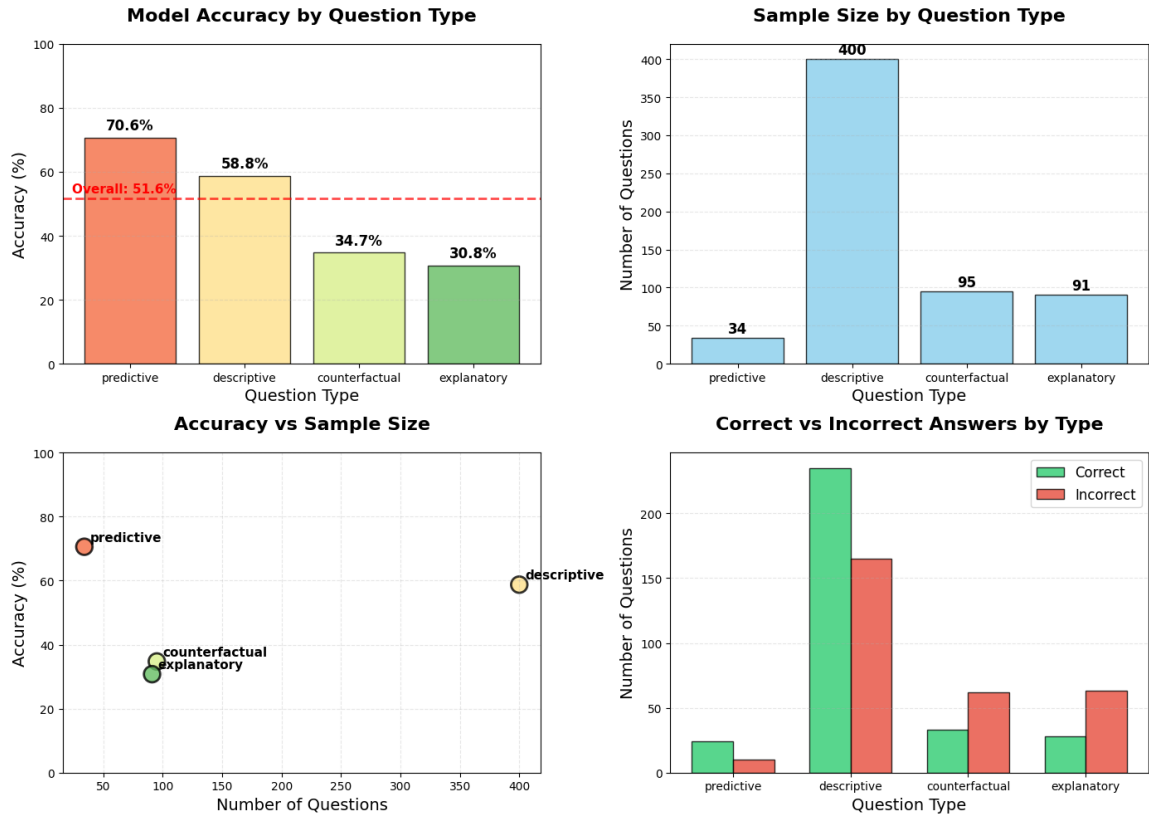 Model Accuracy by Question Type
Accuracy (%)
100
80
60
40
20
0
70.6%
58.8%
34.7%
30.8%
Overall: 51.6%
predictive
descriptive
counterfactual
explanatory
Question Type
Sample Size by Question Type
Number of Questions
400
350
300
250
200
150
100
50
0
34
400
95
91
predictive
descriptive
counterfactual
explanatory
Question Type
Accuracy vs Sample Size
Accuracy (%)
100
80
60
40
20
0
predictive
descriptive
counterfactual
explanatory
50
100
150
200
250
300
350
400
Number of Questions
Correct vs Incorrect Answers by Type
Number of Questions
200
150
100
50
0
Correct
Incorrect
predictive
descriptive
counterfactual
explanatory
Question Type